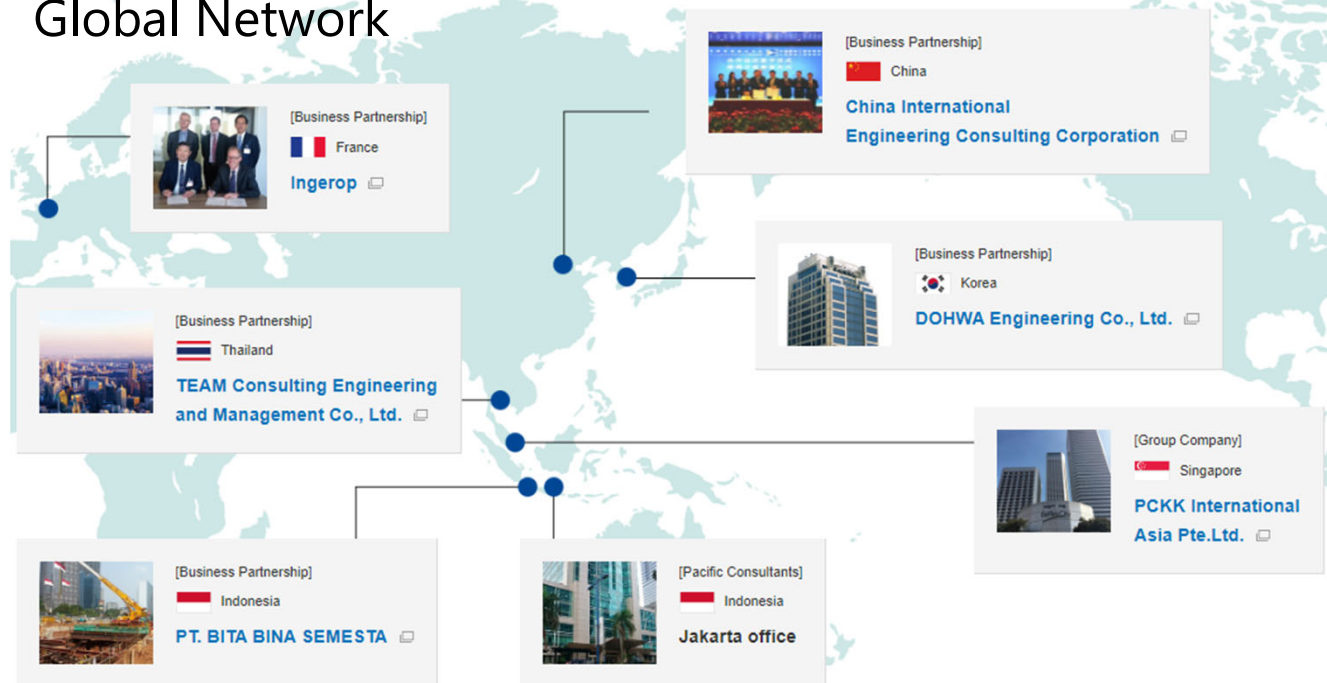 Global Network
[Business Partnership]
China
China International
Engineering Consulting Corporation
[Business Partnership]
France
Ingerop
[Business Partnership]
Korea
DOHWA Engineering Co., Ltd.
[Business Partnership]
Thailand
TEAM Consulting Engineering
and Management Co., Ltd.
[Group Company]
Singapore
PCKK International
Asia Pte.Ltd.
[Business Partnership]
Indonesia
PT. BITA BINA SEMESTA
[Pacific Consultants]
Indonesia
Jakarta office